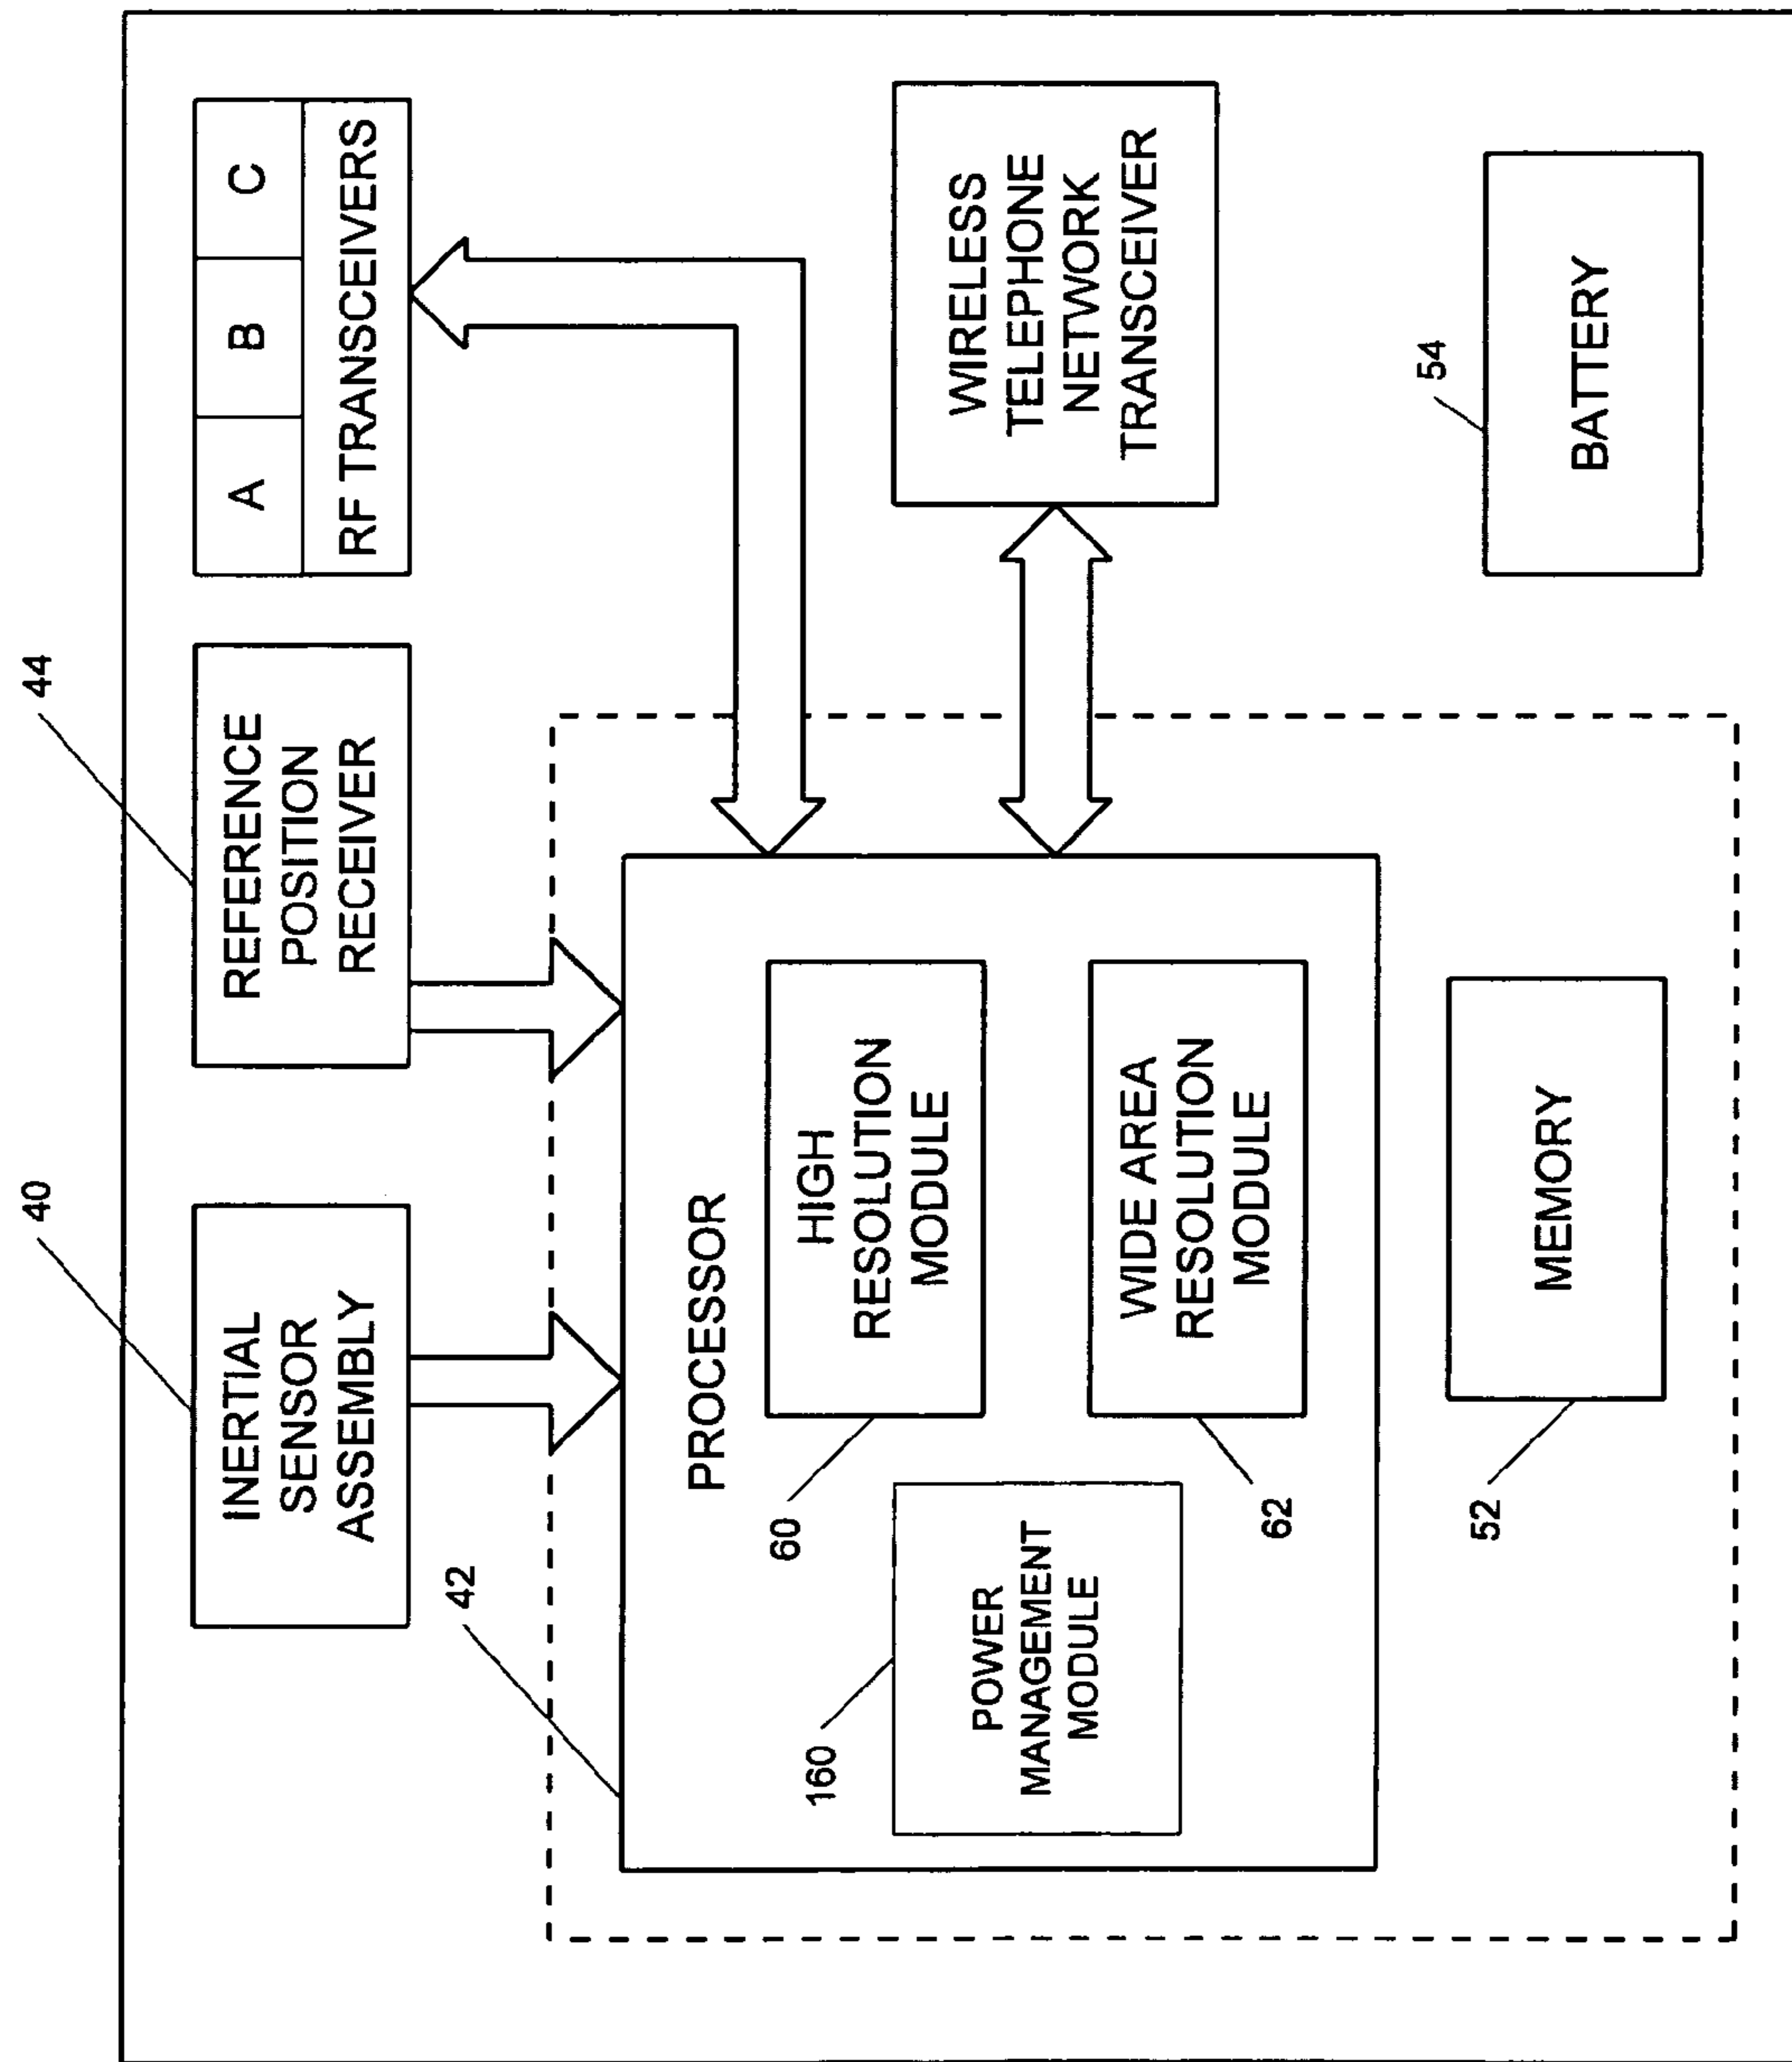 40
44
INERTIAL
SENSOR
ASSEMBLY
REFERENCE
POSITION
RECEIVER
A B C
RF TRANSCEIVERS
42
PROCESSOR
160
POWER
MANAGEMENT
MODULE
60
HIGH
RESOLUTION
MODULE
62
WIDE AREA
RESOLUTION
MODULE
WIRELESS
TELEPHONE
NETWORK
TRANSCEIVER
52
MEMORY
54
BATTERY